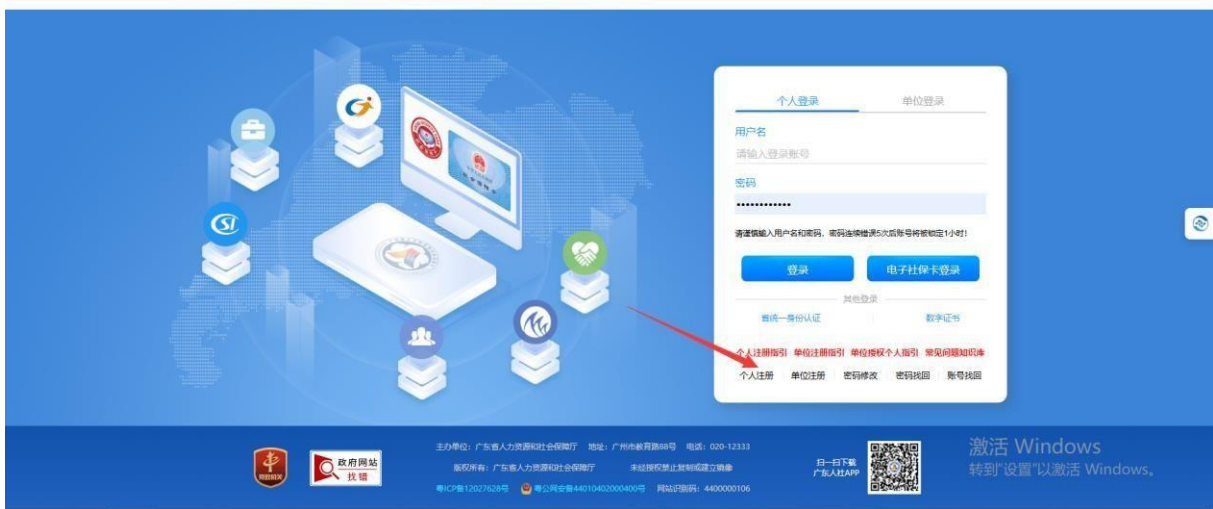 个人登录 单位登录
用户名
请输入登录账号
密码
请谨慎输入用户名和密码，密码连续错误5次后账号将被锁定1小时!
登录 电子社保卡登录
其他登录
省统一身份认证 数字证书
个人注册指引 单位注册指引 单位授权个人指引 常见问题知识库
个人注册 单位注册 密码修改 密码找回 账号找回
主办单位：广东省人力资源和社会保障厅 地址：广州市教育路88号 电话：020-12333
版权所有：广东省人力资源和社会保障厅 未经授权禁止复制或建立镜像
粤ICP备12027628号 粤公网安备44010402000400号 网站识别码：4400000106
党政机关
政府网站
找错
扫一扫下载
广东人社APP
激活 Windows
转到"设置"以激活 Windows。